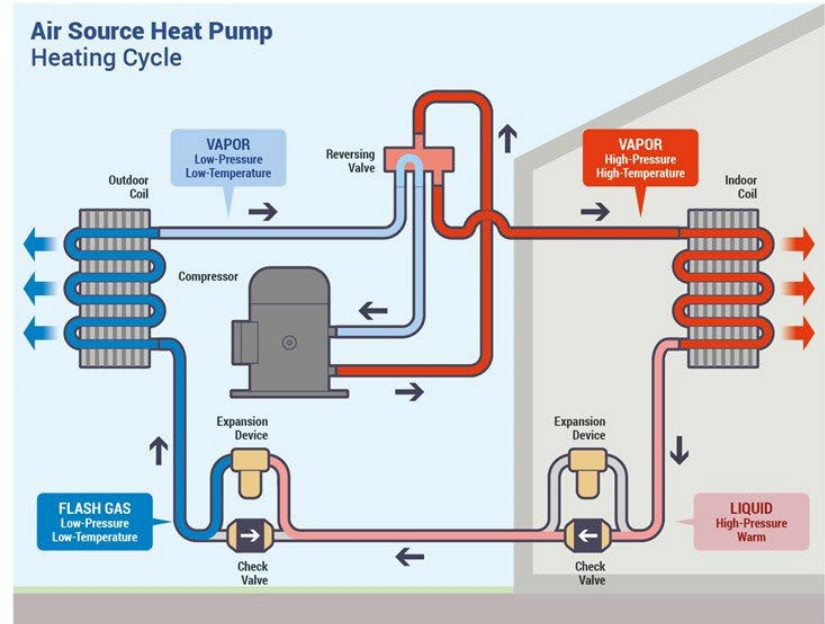 Air Source Heat Pump
Heating Cycle
VAPOR
Low-Pressure
Low-Temperature
Reversing
Valve
VAPOR
High-Pressure
High-Temperature
Outdoor
Coil
Indoor
Coil
Compressor
Expansion
Device
Expansion
Device
FLASH GAS
Low-Pressure
Low-Temperature
LIQUID
High-Pressure
Warm
Check
Valve
Check
Valve